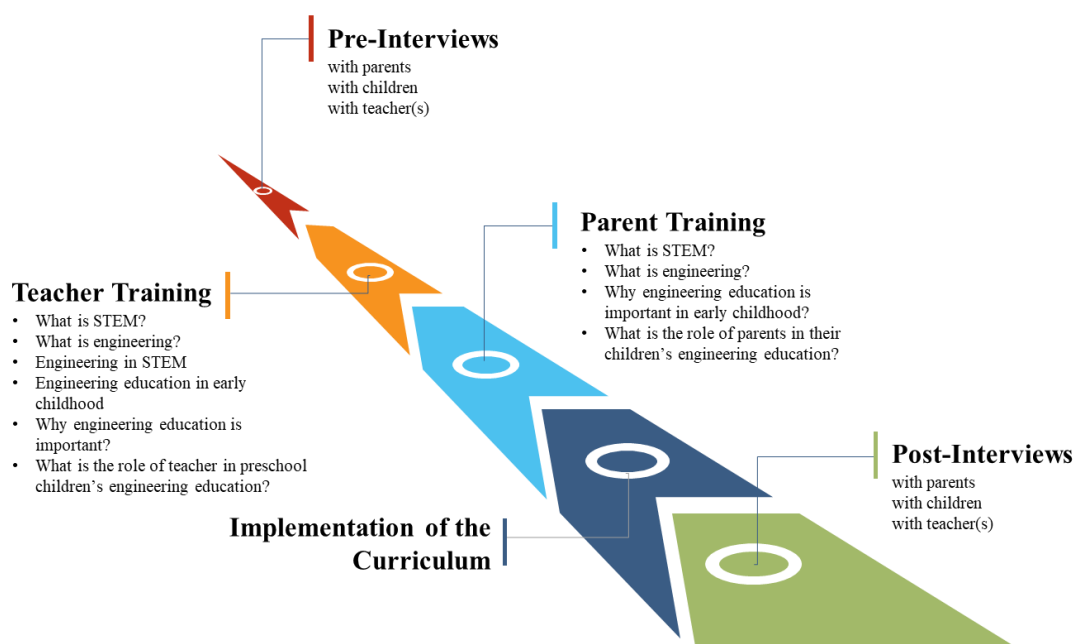 Pre-Interviews
with parents
with children
with teacher(s)
Teacher Training
• What is STEM?
• What is engineering?
• Engineering in STEM
• Engineering education in early
childhood
• Why engineering education is
important?
• What is the role of teacher in preschool
children's engineering education?
Parent Training
• What is STEM?
• What is engineering?
• Why engineering education is
important in early childhood?
• What is the role of parents in their
children's engineering education?
Implementation of the
Curriculum
Post-Interviews
with parents
with children
with teacher(s)